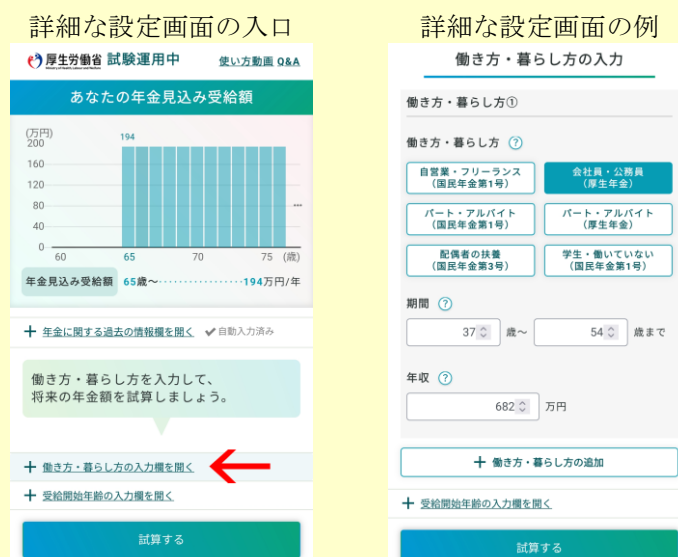 詳細な設定画面の入口
厚生労働省 試験運用中 使い方動画 Q&A
あなたの年金見込み受給額
(万円)
200
194
160
120
80
40
0
60 65 70 75 (歳)
年金見込み受給額 65歳～・・・・・・・・・・・・・・・・・194万円/年
＋ 年金に関する過去の情報欄を開く ✔自動入力済み
働き方・暮らし方を入力して、
将来の年金額を試算しましょう。
＋ 働き方・暮らし方の入力欄を開く
＋ 受給開始年齢の入力欄を開く
試算する
詳細な設定画面の例
働き方・暮らし方の入力
働き方・暮らし方①
働き方・暮らし方 ?
自営業・フリーランス
(国民年金第1号)
会社員・公務員
(厚生年金)
パート・アルバイト
(国民年金第1号)
パート・アルバイト
(厚生年金)
配偶者の扶養
(国民年金第3号)
学生・働いていない
(国民年金第1号)
期間 ?
37 歳～ 54 歳まで
年収 ?
682 万円
＋ 働き方・暮らし方の追加
＋ 受給開始年齢の入力欄を開く
試算する